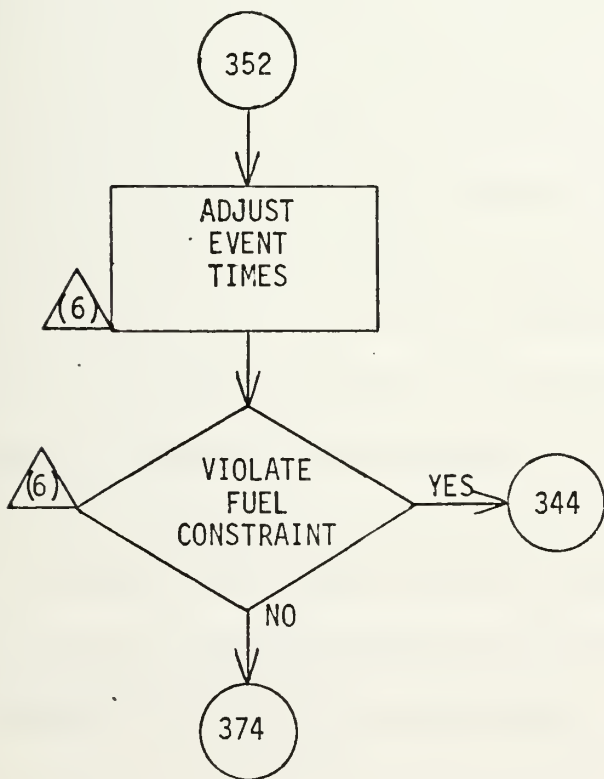 352
ADJUST
EVENT
TIMES
(6)
(6)
VIOLATE
FUEL
CONSTRAINT
YES
344
NO
374